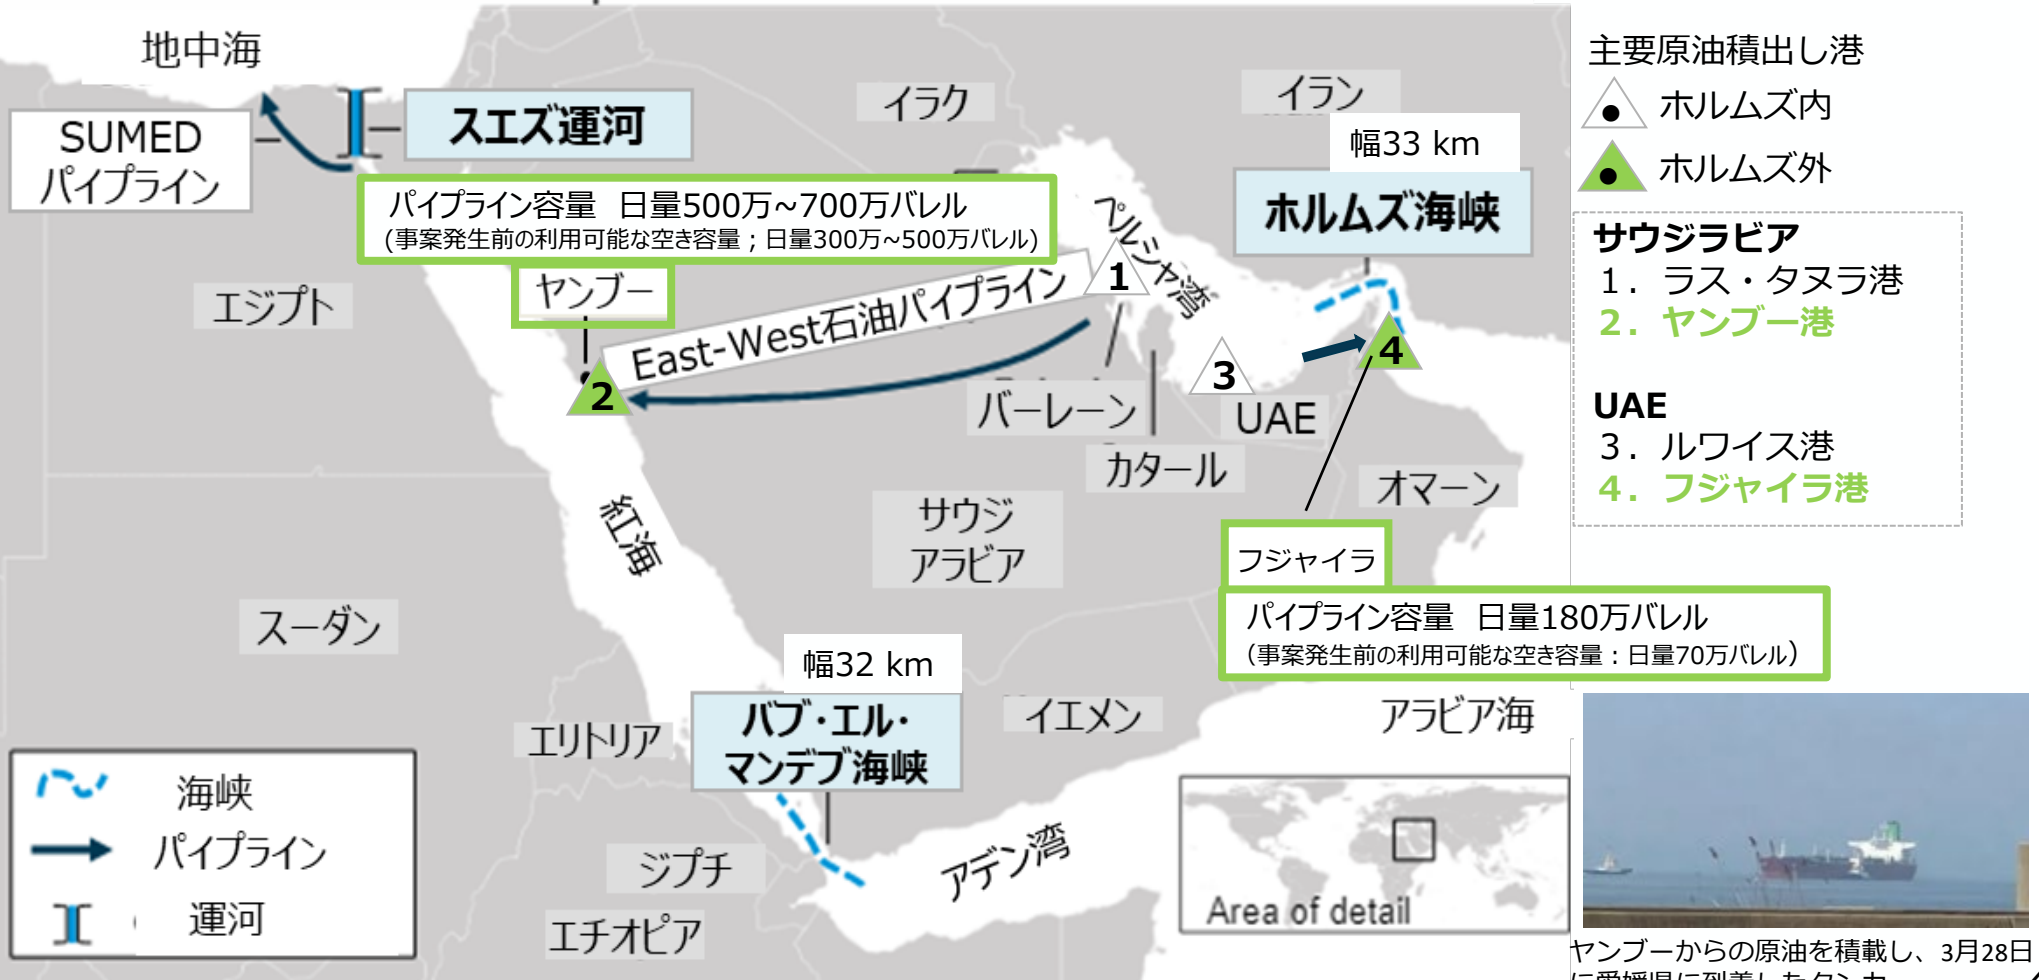 地中海
SUMED
パイプライン
スエズ運河
イラク
イラン
幅33 km
ホルムズ海峡
パイプライン容量　日量500万~700万バレル
(事案発生前の利用可能な空き容量；日量300万~500万バレル)
ペルシャ湾
エジプト
ヤンブー
East-West石油パイプライン
1
2
3
4
バーレーン
UAE
カタール
オマーン
サウジ
アラビア
紅海
フジャイラ
パイプライン容量　日量180万バレル
（事案発生前の利用可能な空き容量：日量70万バレル）
スーダン
幅32 km
バブ・エル・
マンデブ海峡
エリトリア
イエメン
アラビア海
海峡
パイプライン
運河
ジプチ
アデン湾
エチオピア
Area of detail
主要原油積出し港
ホルムズ内
ホルムズ外
サウジラビア
1．ラス・タヌラ港
2．ヤンブー港
UAE
3．ルワイス港
4．フジャイラ港
ヤンブーからの原油を積載し、3月28日